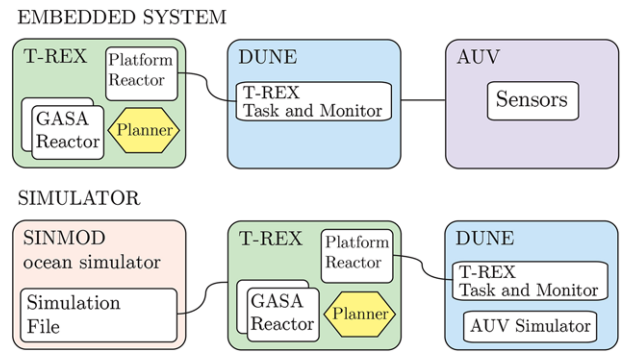 EMBEDDED SYSTEM
T-REX
Platform
Reactor
GASA
Reactor
Planner
DUNE
T-REX
Task and Monitor
AUV
Sensors
SIMULATOR
SINMOD
ocean simulator
Simulation
File
T-REX
Platform
Reactor
GASA
Reactor
Planner
DUNE
T-REX
Task and Monitor
AUV Simulator